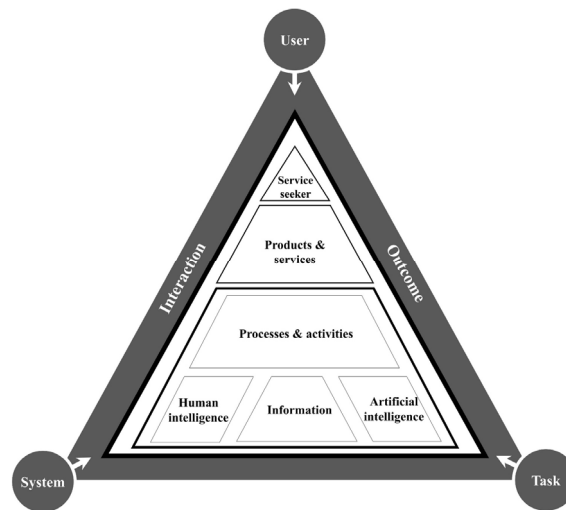 User
Service
seeker
Interaction
Outcome
Products &
services
Processes & activities
Human
intelligence
Information
Artificial
intelligence
System
Task